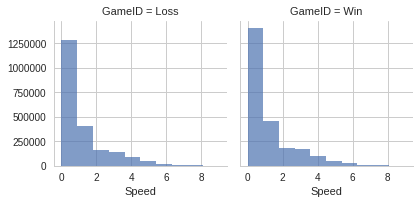 GameID = Loss
GameID = Win
1250000
1000000
750000
500000
250000
0
0 2 4 6 8
0 2 4 6 8
Speed
Speed